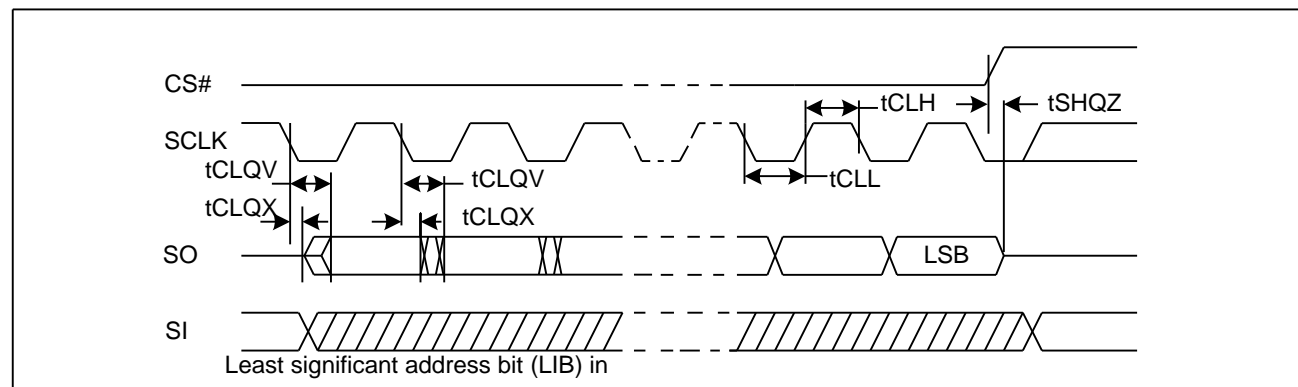 CS#
tCLH
tSHQZ
SCLK
tCLQV
tCLQV
tCLL
tCLQX
tCLQX
SO
LSB
SI
Least significant address bit (LIB) in